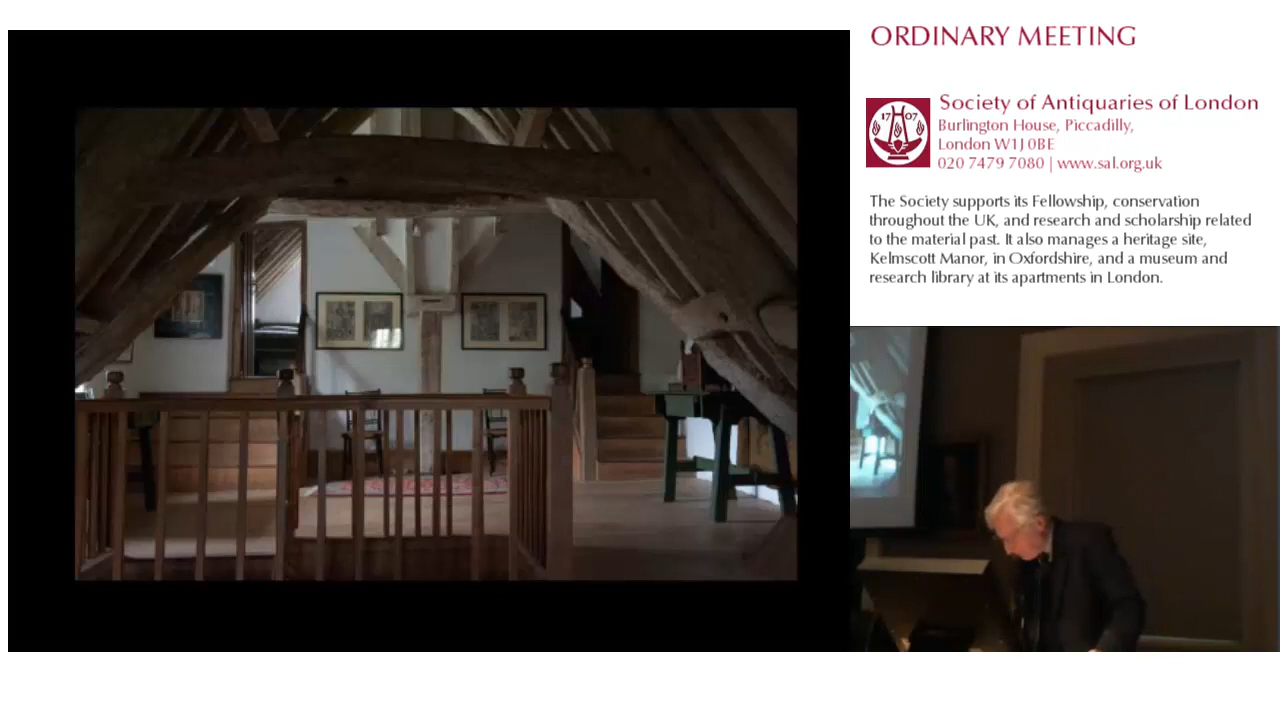 ORDINARY MEETING
17 07
Society of Antiquaries of London
Burlington House, Piccadilly,
London W1J 0BE
020 7479 7080 | www.sal.org.uk
The Society supports its Fellowship, conservation
throughout the UK, and research and scholarship related
to the material past. It also manages a heritage site,
Kelmscott Manor, in Oxfordshire, and a museum and
research library at its apartments in London.